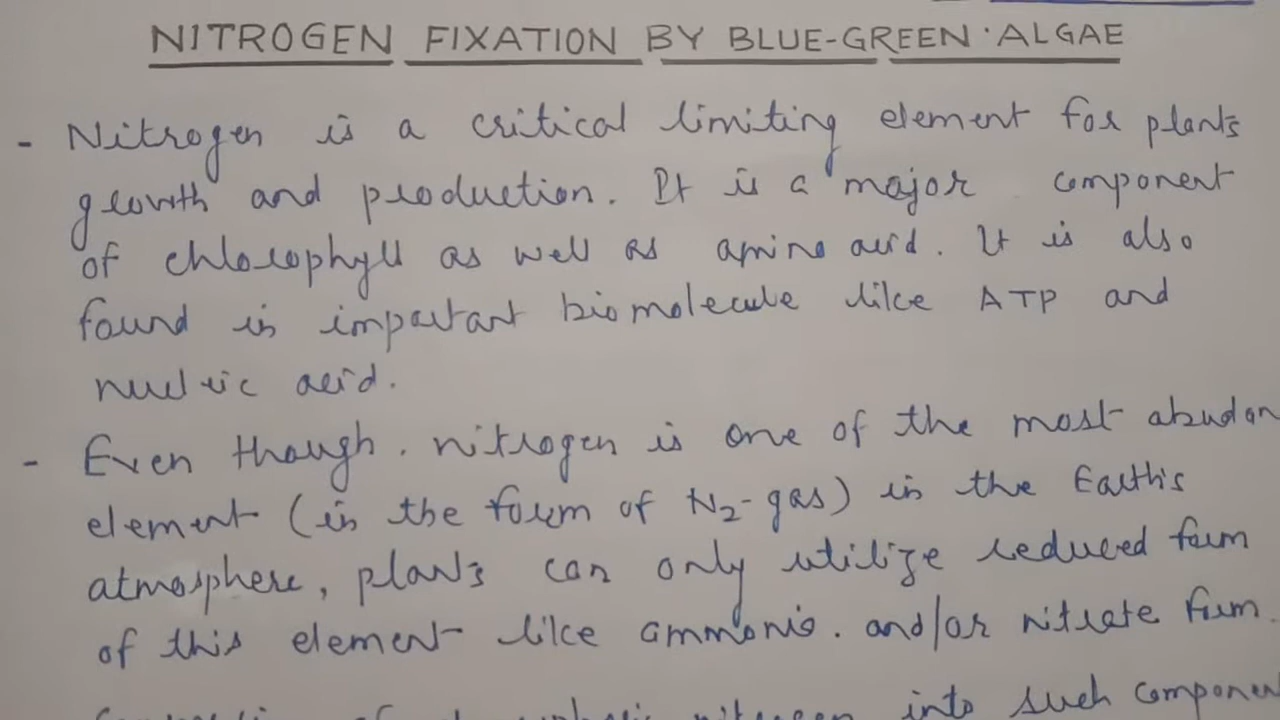 NITROGEN FIXATION BY BLUE-GREEN ALGAE
- Nitrogen is a critical limiting element for plants
growth and production. It is a major component
of chlorophyll as well as amino acid. It is also
found in important biomolecule like ATP and
nucleic acid.
- Even though. nitrogen is one of the most abudan
element (in the form of N₂-gas) in the Earth's
atmosphere, plants can only utilize reduced form
of this element like ammonia. and/or nitrate form.
nitrogen into such componen